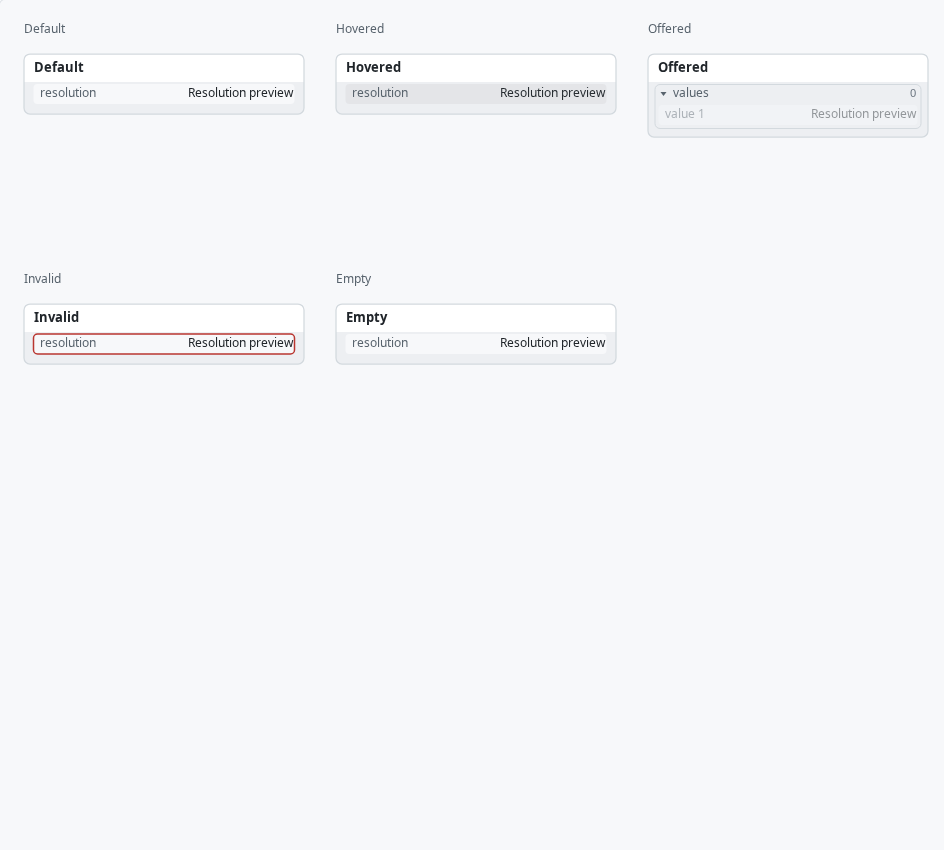 Default
Hovered
Offered
Default
resolution Resolution preview
Hovered
resolution Resolution preview
Offered
values 0
value 1 Resolution preview
Invalid
Empty
Invalid
resolution Resolution preview
Empty
resolution Resolution preview